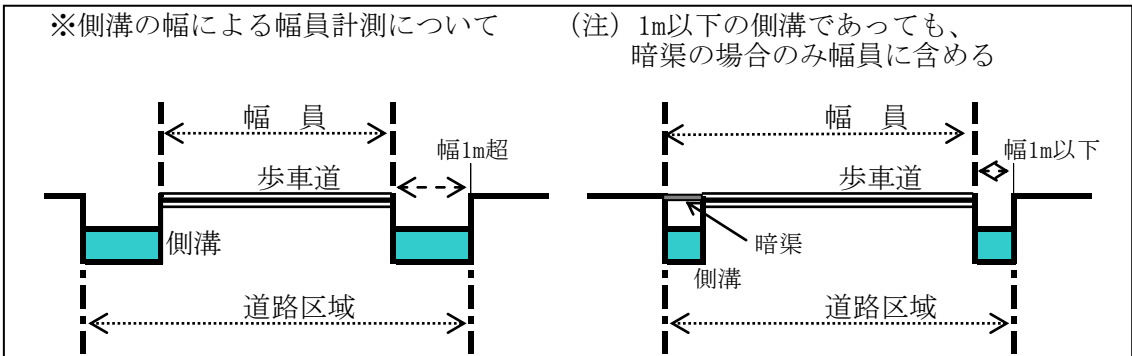 ※側溝の幅による幅員計測について
(注) 1m以下の側溝であっても、
暗渠の場合のみ幅員に含める
幅 員
幅1m超
歩車道
側溝
道路区域
幅 員
幅1m以下
歩車道
暗渠
側溝
道路区域